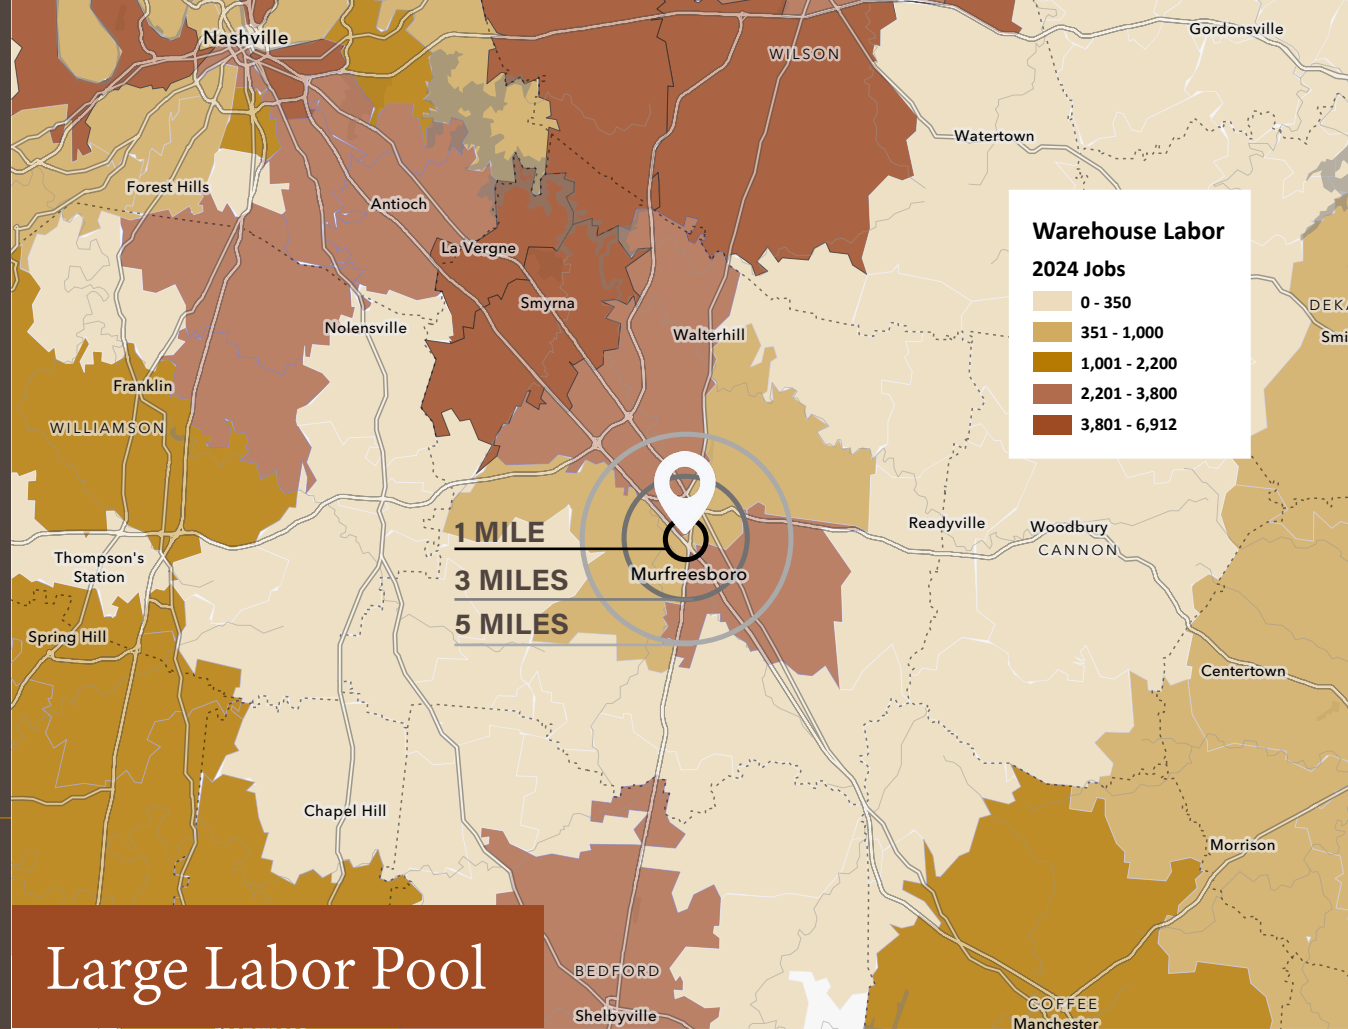 Nashville
WILSON
Gordonsville
Watertown
Forest Hills
Antioch
La Vergne
Smyrna
Nolensville
Walterhill
Warehouse Labor
2024 Jobs
0 - 350
351 - 1,000
1,001 - 2,200
2,201 - 3,800
3,801 - 6,912
DEKA
Smi
Franklin
WILLIAMSON
1 MILE
3 MILES
5 MILES
Murfreesboro
Readyville
Woodbury
CANNON
Thompson's
Station
Spring Hill
Centertown
Chapel Hill
Morrison
Large Labor Pool
BEDFORD
Shelbyville
COFFEE
Manchester